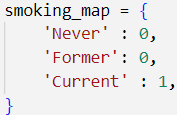 smoking_map = {
    'Never' : 0,
    'Former': 0,
    'Current' : 1,
}